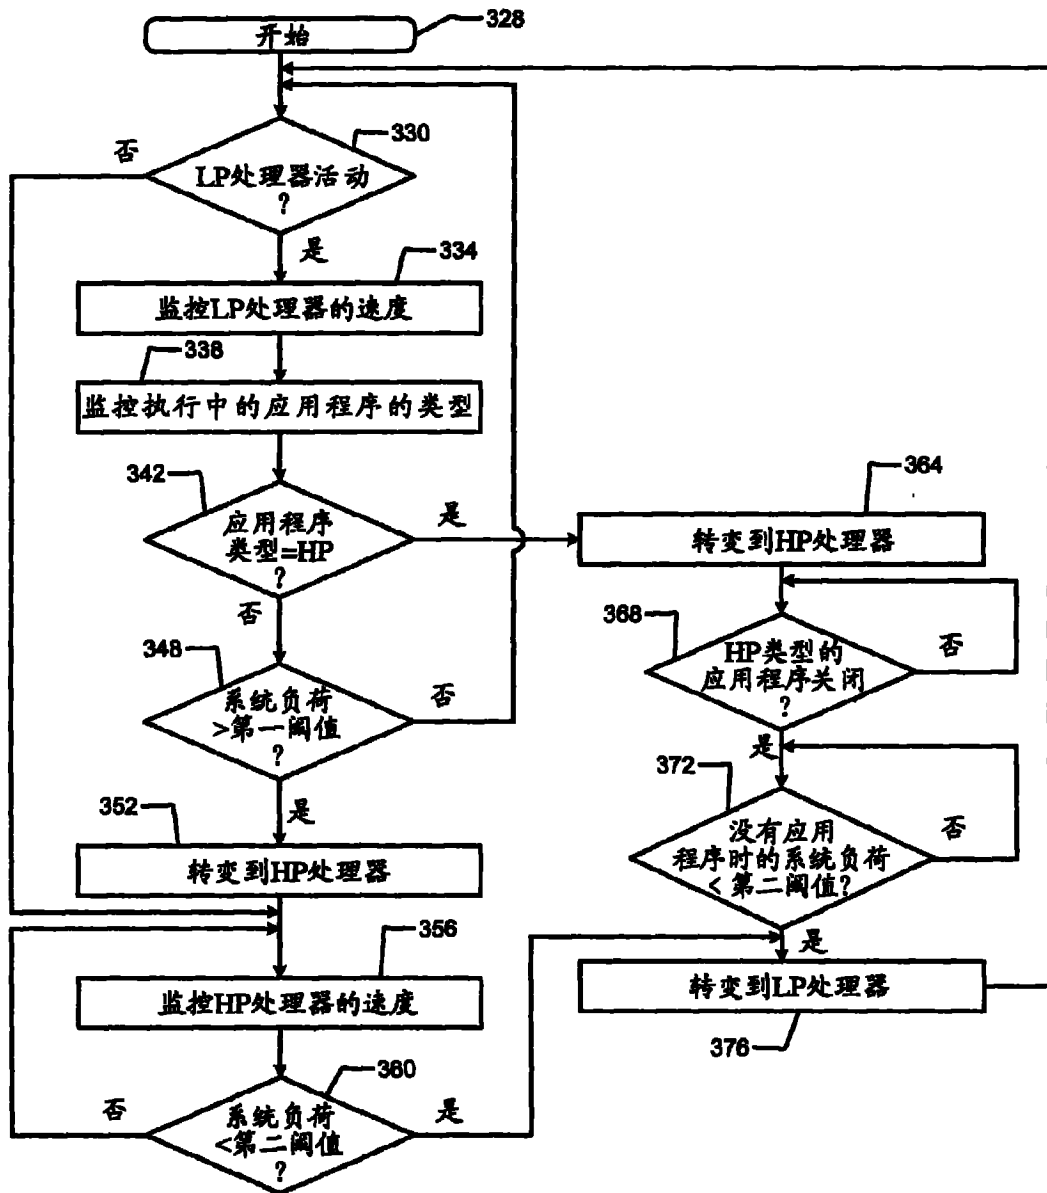 开始
328
330
否
LP处理器活动
?
是
334
监控LP处理器的速度
338
监控执行中的应用程序的类型
342
应用程序
类型=HP
?
是
否
364
转变到HP处理器
368
HP类型的
应用程序关闭
?
否
是
348
系统负荷
>第一阈值
?
否
是
372
没有应用
程序时的系统负荷
<第二阈值?
否
是
352
转变到HP处理器
356
监控HP处理器的速度
转变到LP处理器
376
360
系统负荷
<第二阈值
?
否
是